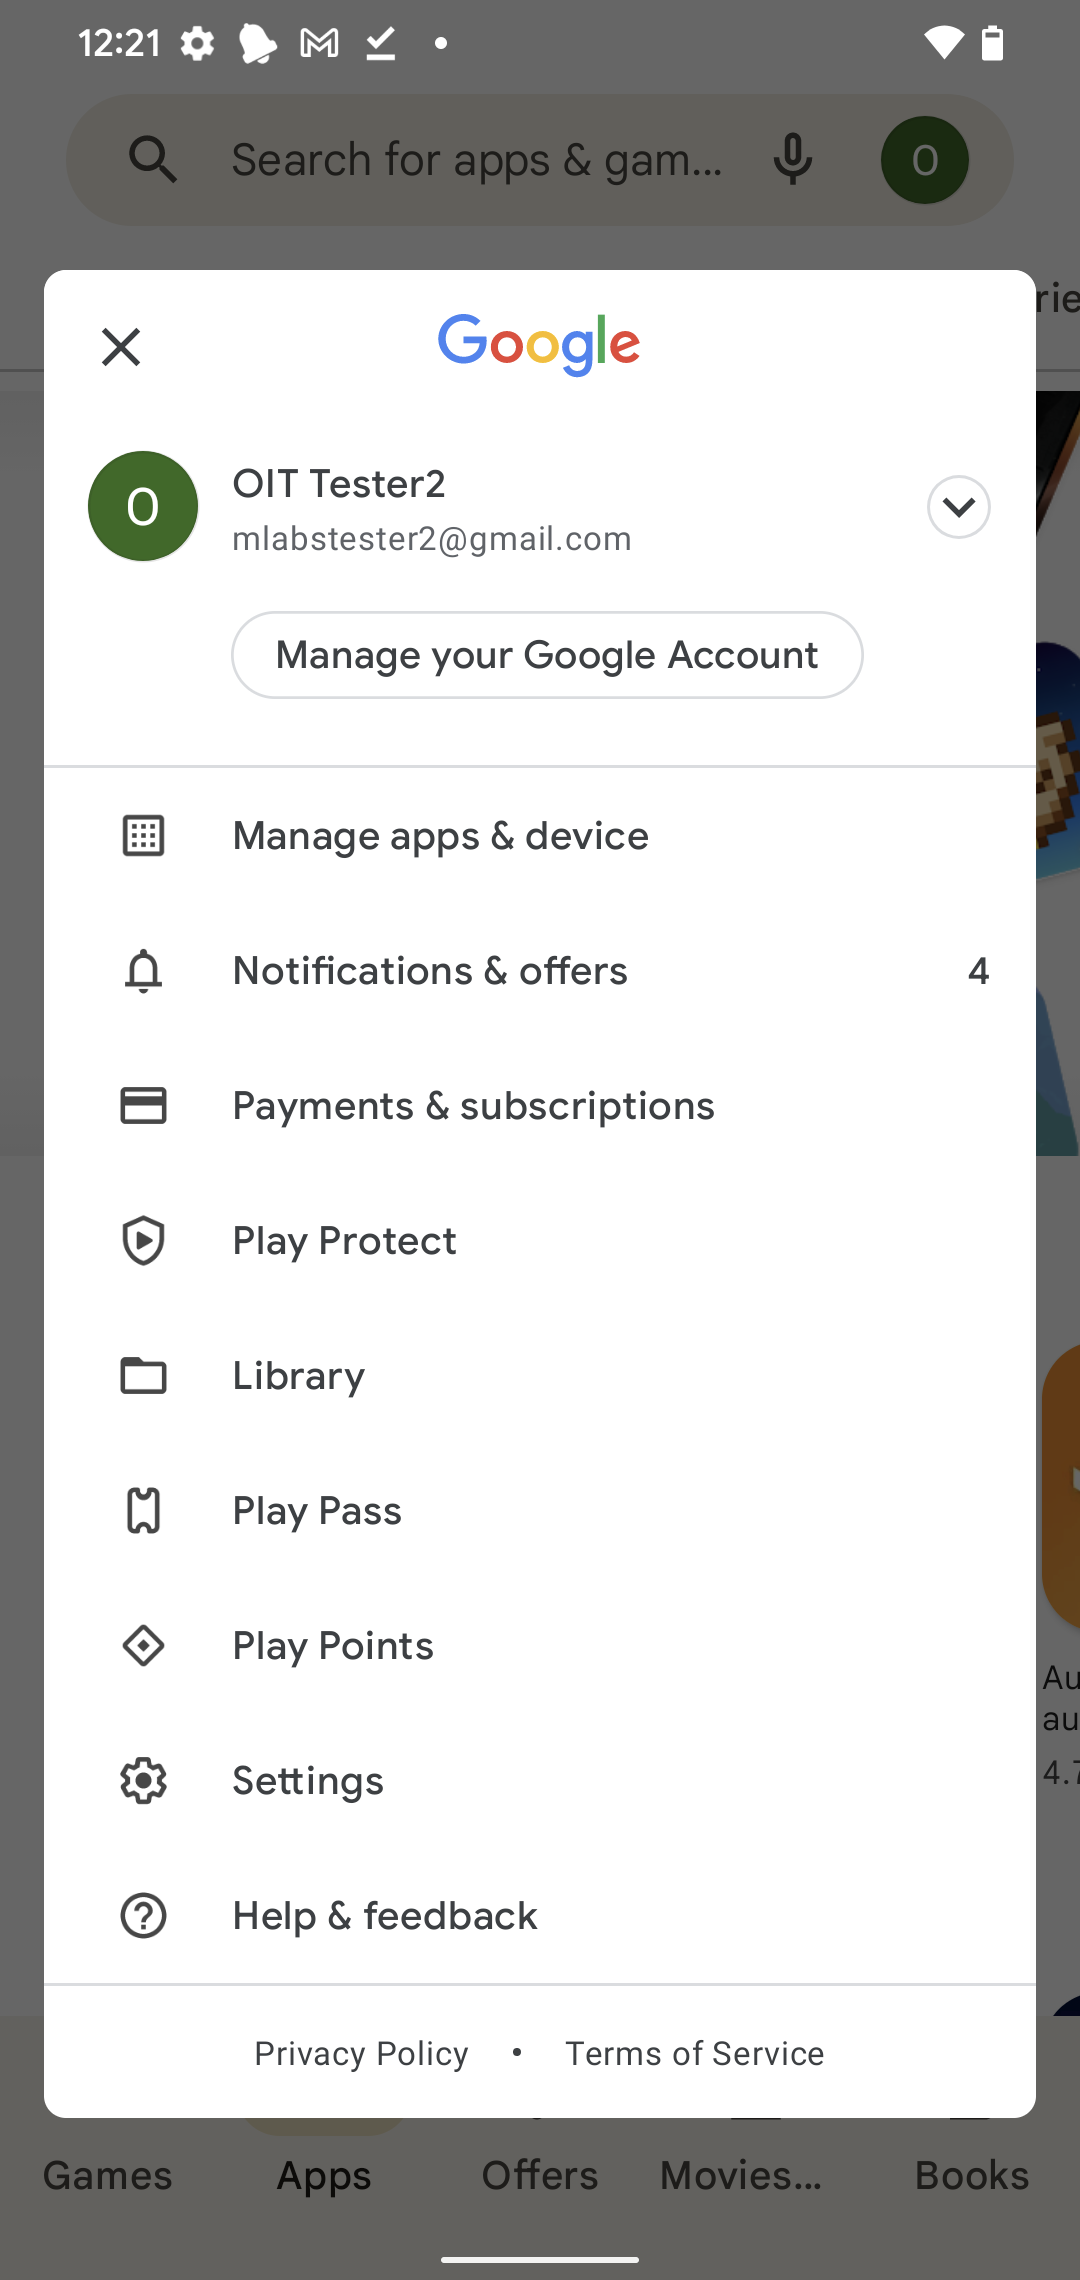 12:21
Search for apps & gam...
O
rie
Google
O
OIT Tester2
mlabstester2@gmail.com
Manage your Google Account
Manage apps & device
Notifications & offers 4
Payments & subscriptions
Play Protect
Library
Play Pass
Play Points
Au
au
4.7
Settings
Help & feedback
Privacy Policy • Terms of Service
Games Apps Offers Movies... Books